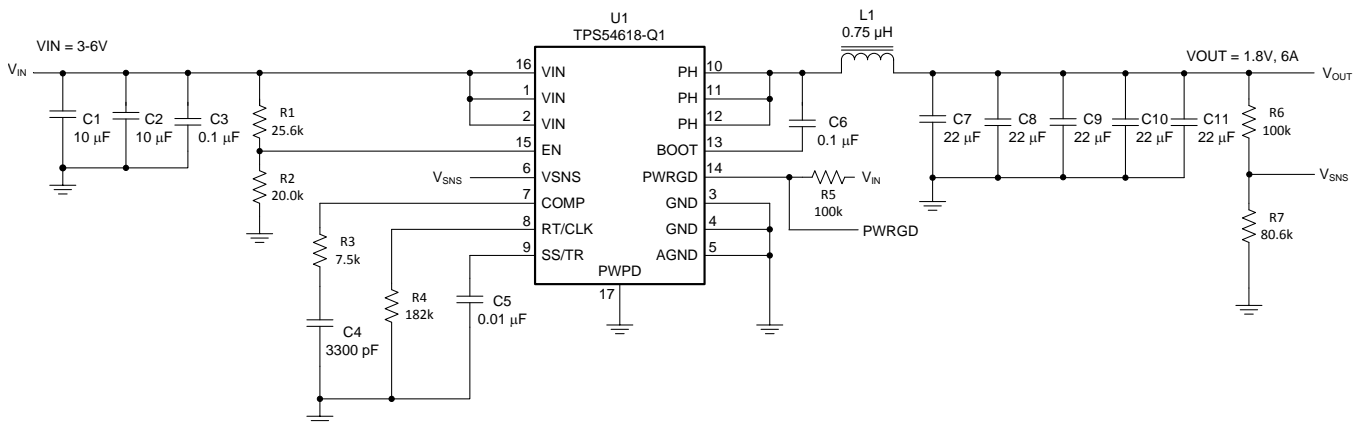 U1
TPS54618-Q1
L1
0.75 µH
VIN = 3-6V
VOUT = 1.8V, 6A
VIN
VOUT
16 VIN
1 VIN
2 VIN
15 EN
6 VSNS
7 COMP
8 RT/CLK
9 SS/TR
PWPD
17
PH 10
PH 11
PH 12
BOOT 13
PWRGD 14
GND 3
GND 4
AGND 5
C1
10 µF
C2
10 µF
C3
0.1 µF
R1
25.6k
R2
20.0k
VSNS
R3
7.5k
C4
3300 pF
R4
182k
C5
0.01 µF
C6
0.1 µF
R5
100k
VIN
PWRGD
C7
22 µF
C8
22 µF
C9
22 µF
C10
22 µF
C11
22 µF
R6
100k
VSNS
R7
80.6k